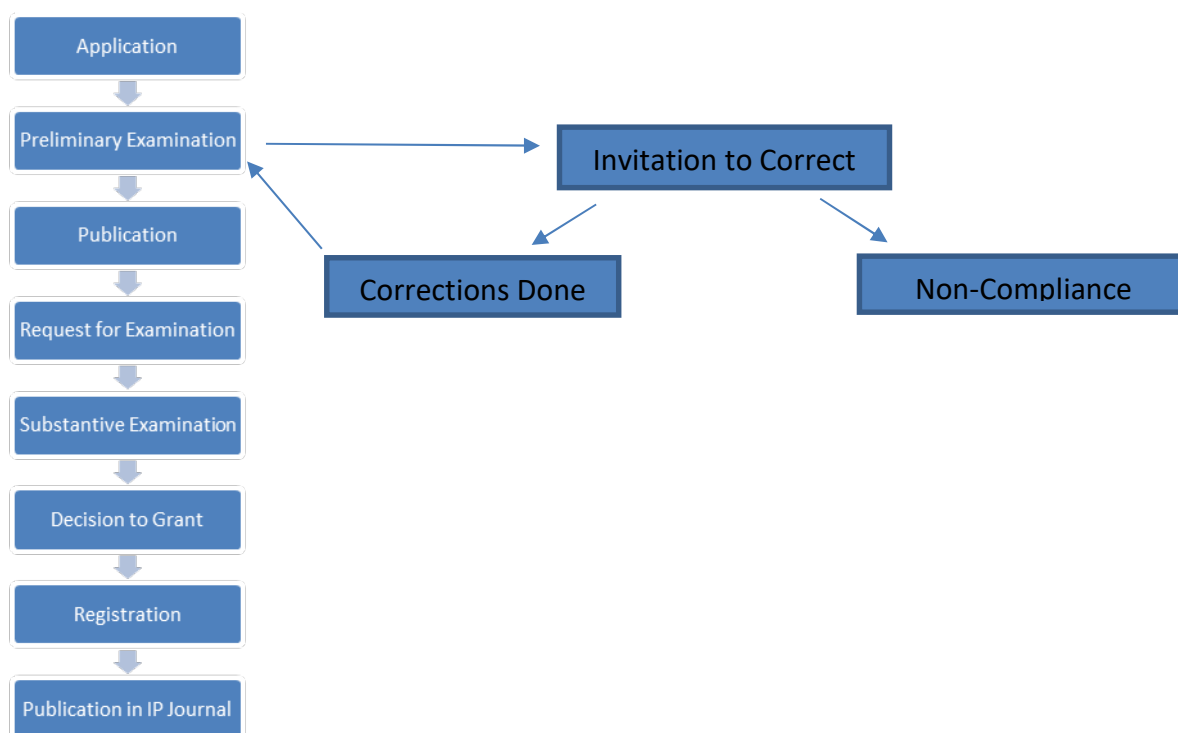 Application
Preliminary Examination
Invitation to Correct
Publication
Corrections Done
Non-Compliance
Request for Examination
Substantive Examination
Decision to Grant
Registration
Publication in IP Journal